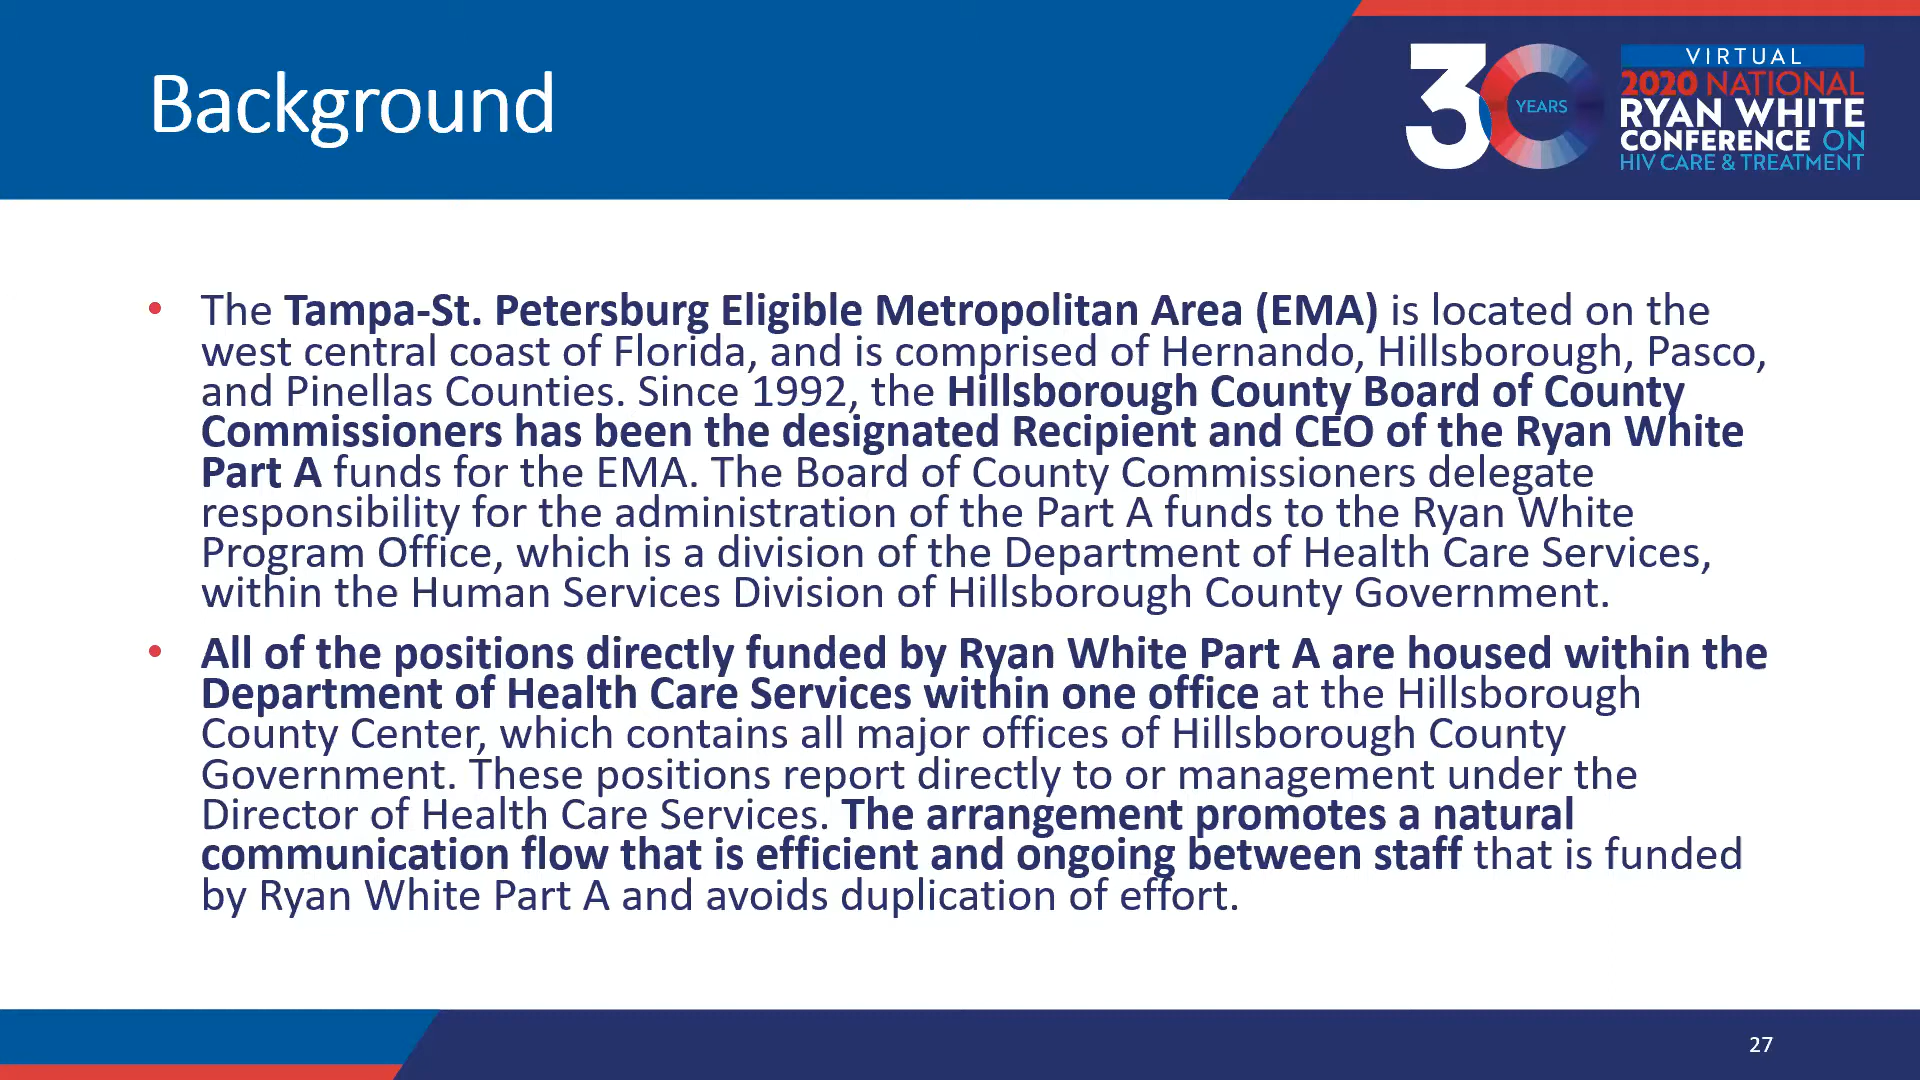 Background
30 YEARS
VIRTUAL
2020 NATIONAL
RYAN WHITE
CONFERENCE ON
HIV CARE & TREATMENT
• The Tampa-St. Petersburg Eligible Metropolitan Area (EMA) is located on the
west central coast of Florida, and is comprised of Hernando, Hillsborough, Pasco,
and Pinellas Counties. Since 1992, the Hillsborough County Board of County
Commissioners has been the designated Recipient and CEO of the Ryan White
Part A funds for the EMA. The Board of County Commissioners delegate
responsibility for the administration of the Part A funds to the Ryan White
Program Office, which is a division of the Department of Health Care Services,
within the Human Services Division of Hillsborough County Government.
• All of the positions directly funded by Ryan White Part A are housed within the
Department of Health Care Services within one office at the Hillsborough
County Center, which contains all major offices of Hillsborough County
Government. These positions report directly to or management under the
Director of Health Care Services. The arrangement promotes a natural
communication flow that is efficient and ongoing between staff that is funded
by Ryan White Part A and avoids duplication of effort.
27